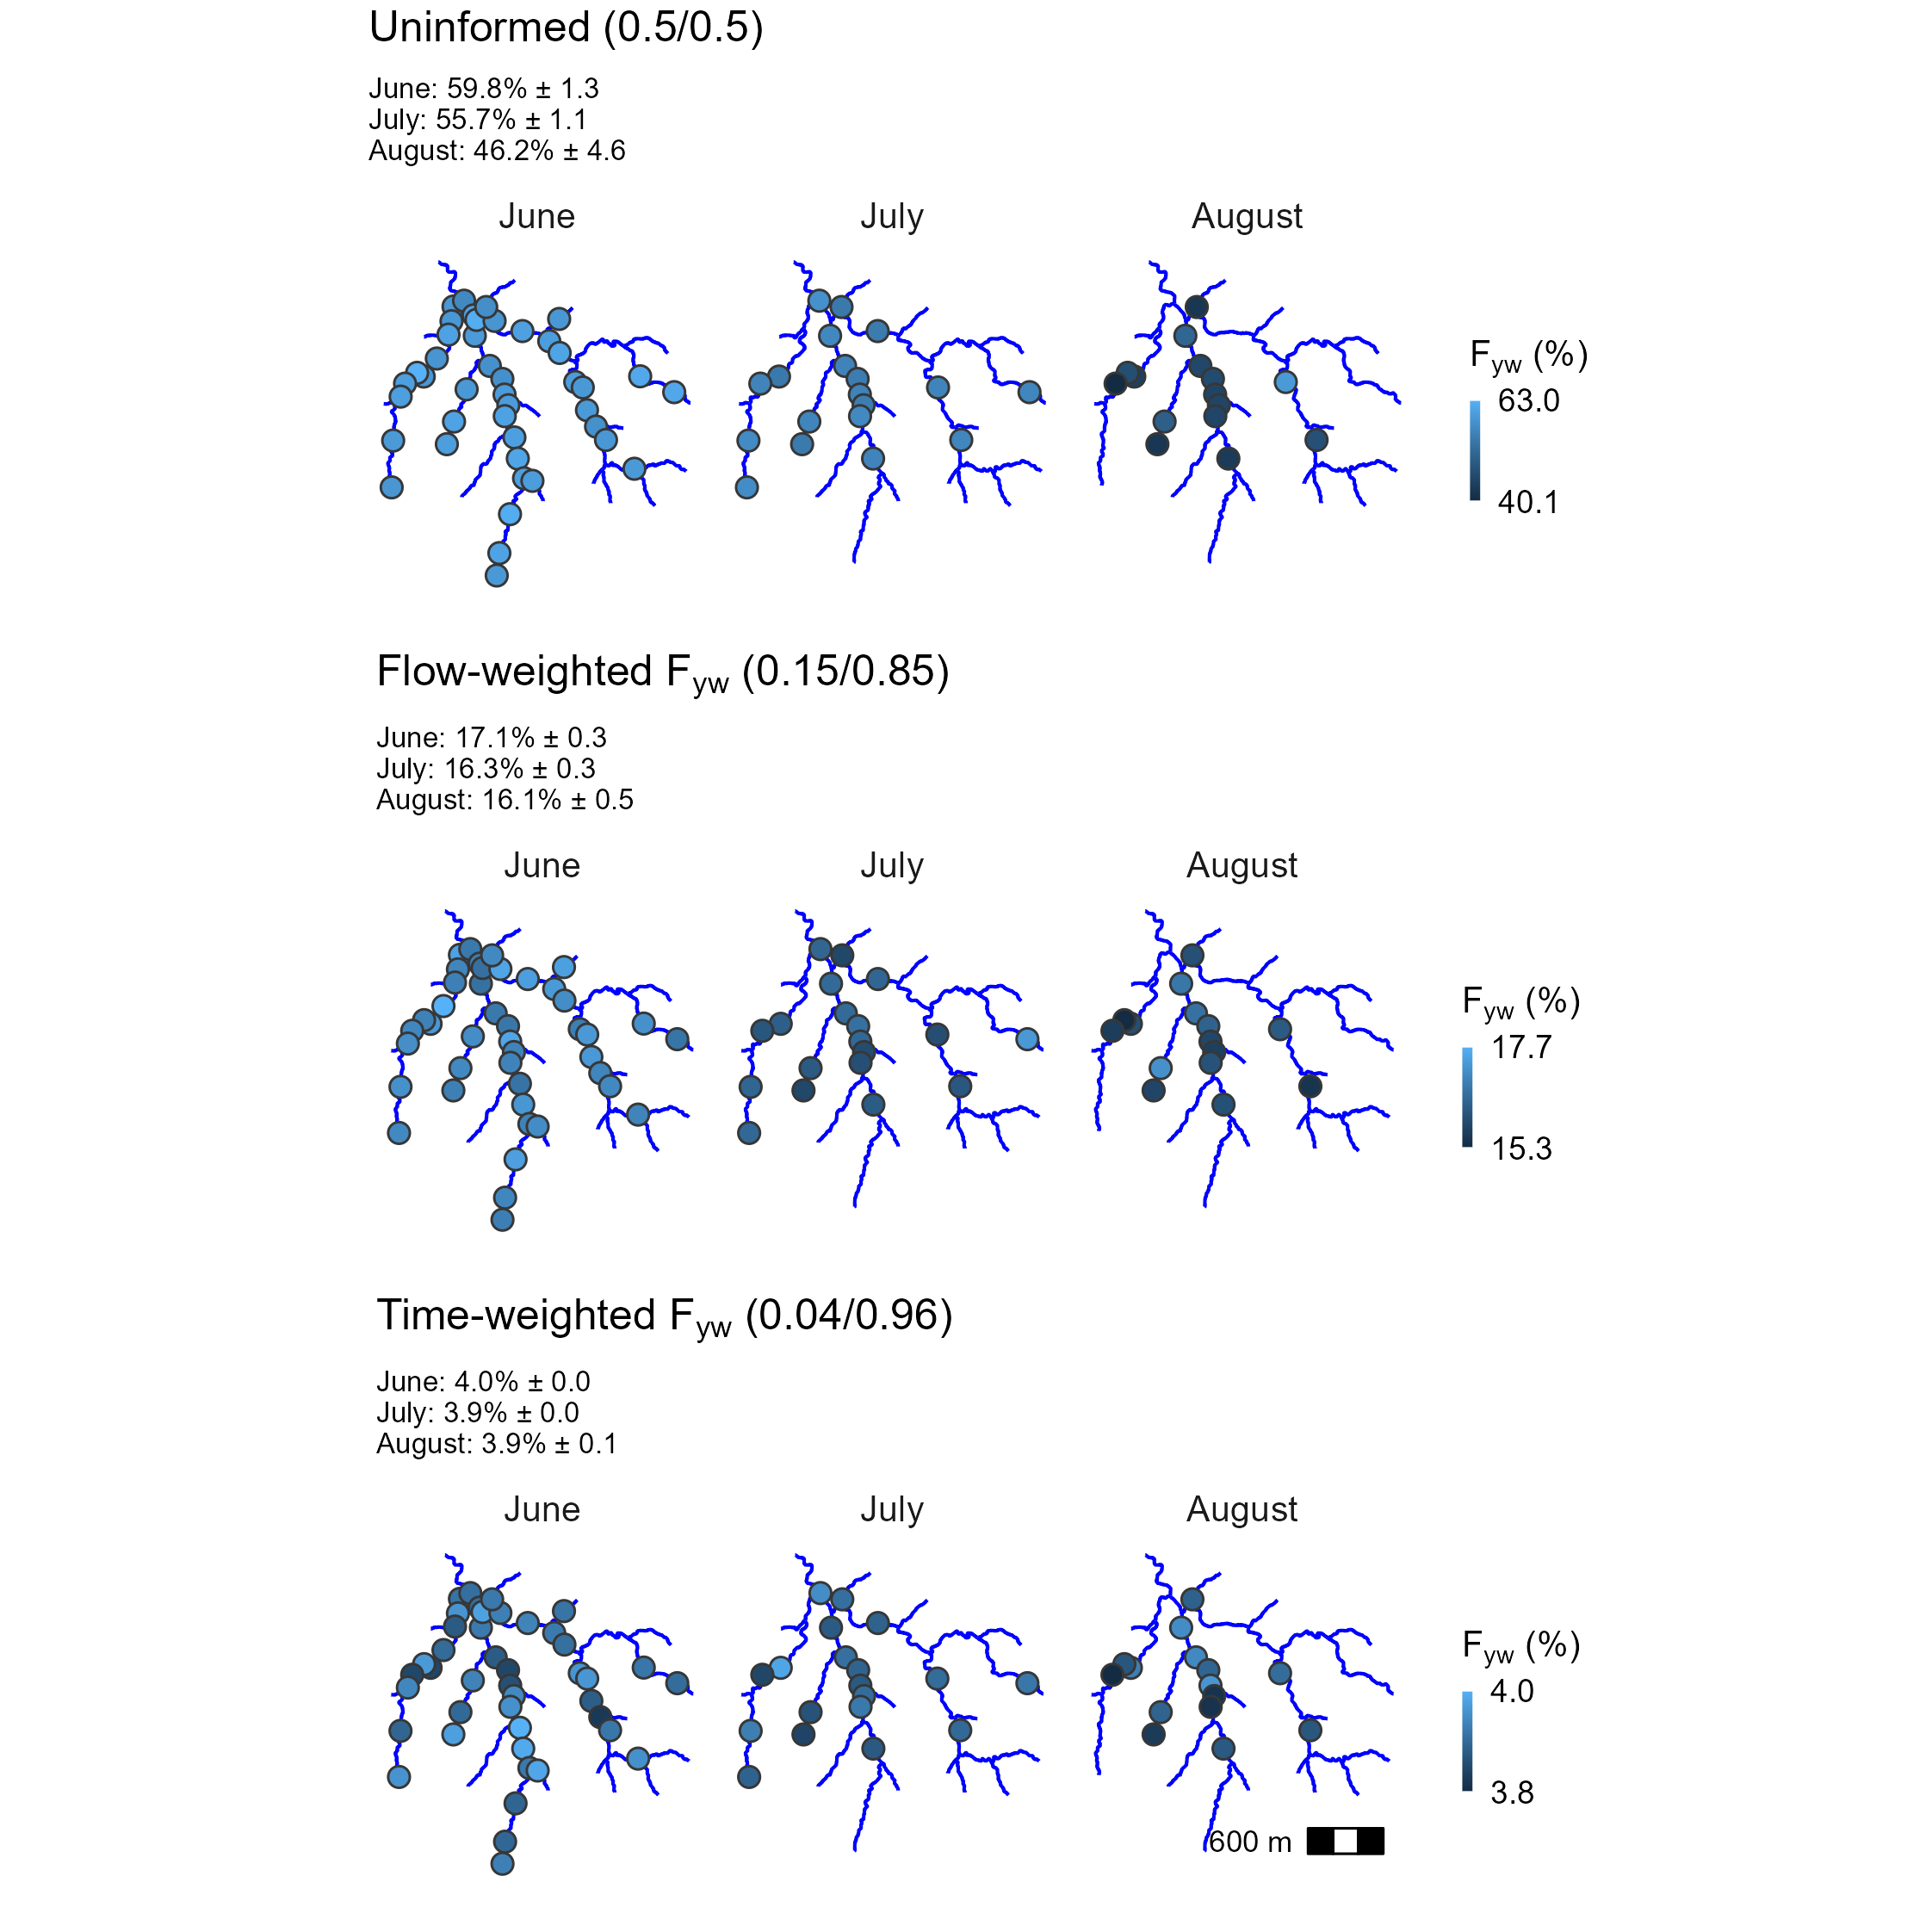 Uninformed (0.5/0.5)
June: 59.8% ± 1.3
July: 55.7% ± 1.1
August: 46.2% ± 4.6
June July August
Fyw (%)
63.0
40.1
Flow-weighted Fyw (0.15/0.85)
June: 17.1% ± 0.3
July: 16.3% ± 0.3
August: 16.1% ± 0.5
June July August
Fyw (%)
17.7
15.3
Time-weighted Fyw (0.04/0.96)
June: 4.0% ± 0.0
July: 3.9% ± 0.0
August: 3.9% ± 0.1
June July August
Fyw (%)
4.0
3.8
600 m